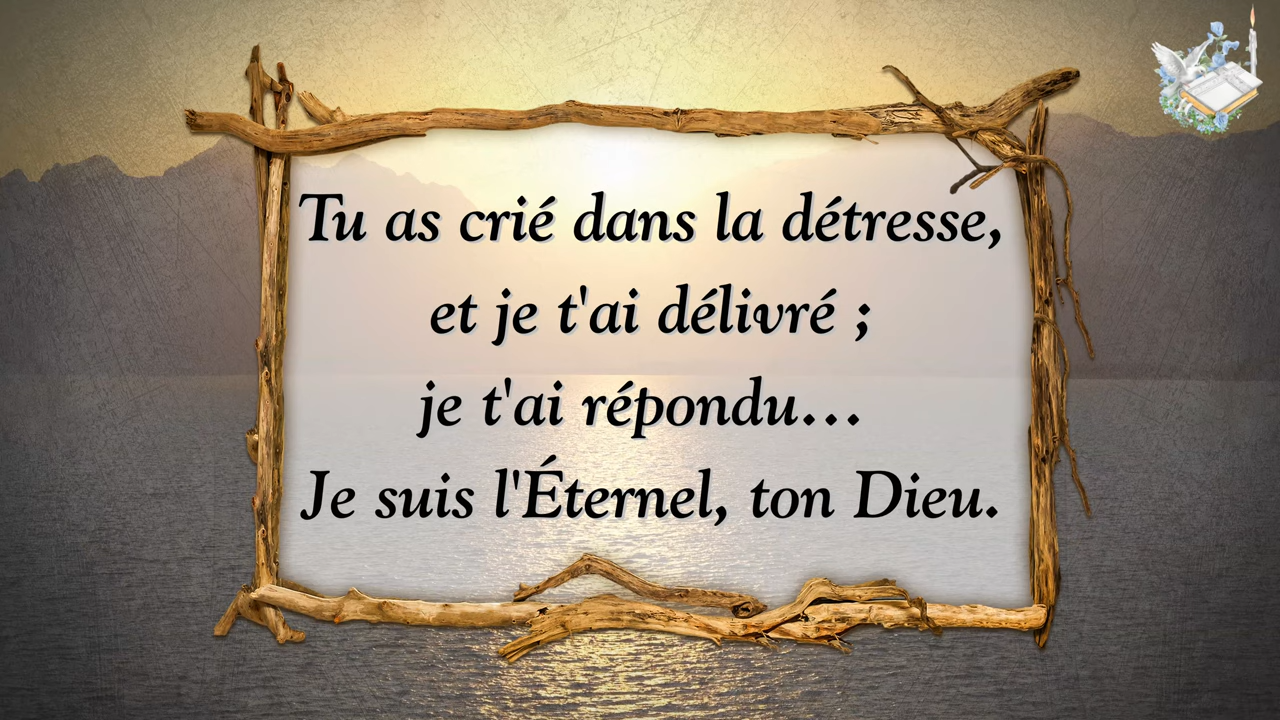 Tu as crié dans la détresse,
et je t'ai délivré ;
je t'ai répondu...
Je suis l'Éternel, ton Dieu.